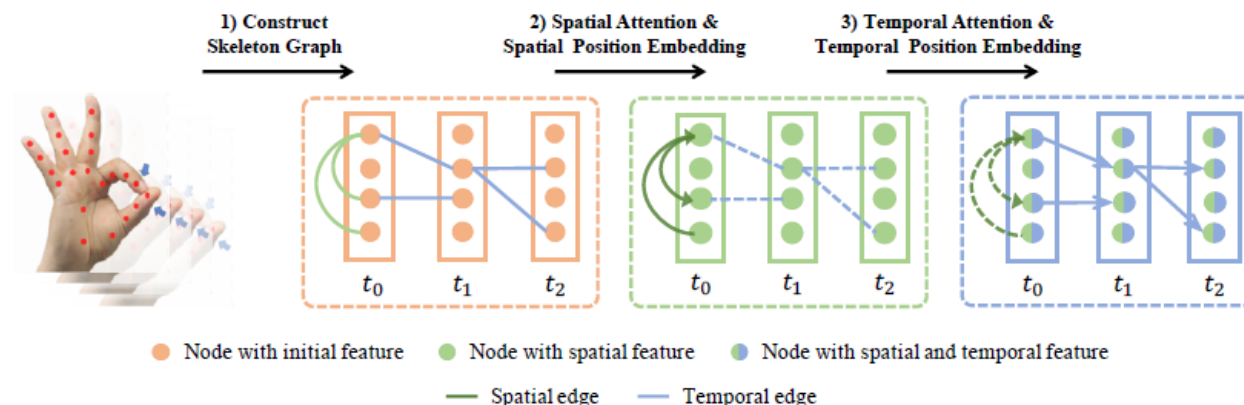 1) Construct
Skeleton Graph
2) Spatial Attention &
Spatial Position Embedding
3) Temporal Attention &
Temporal Position Embedding
t0 t1 t2
t0 t1 t2
t0 t1 t2
Node with initial feature
Node with spatial feature
Node with spatial and temporal feature
Spatial edge
Temporal edge